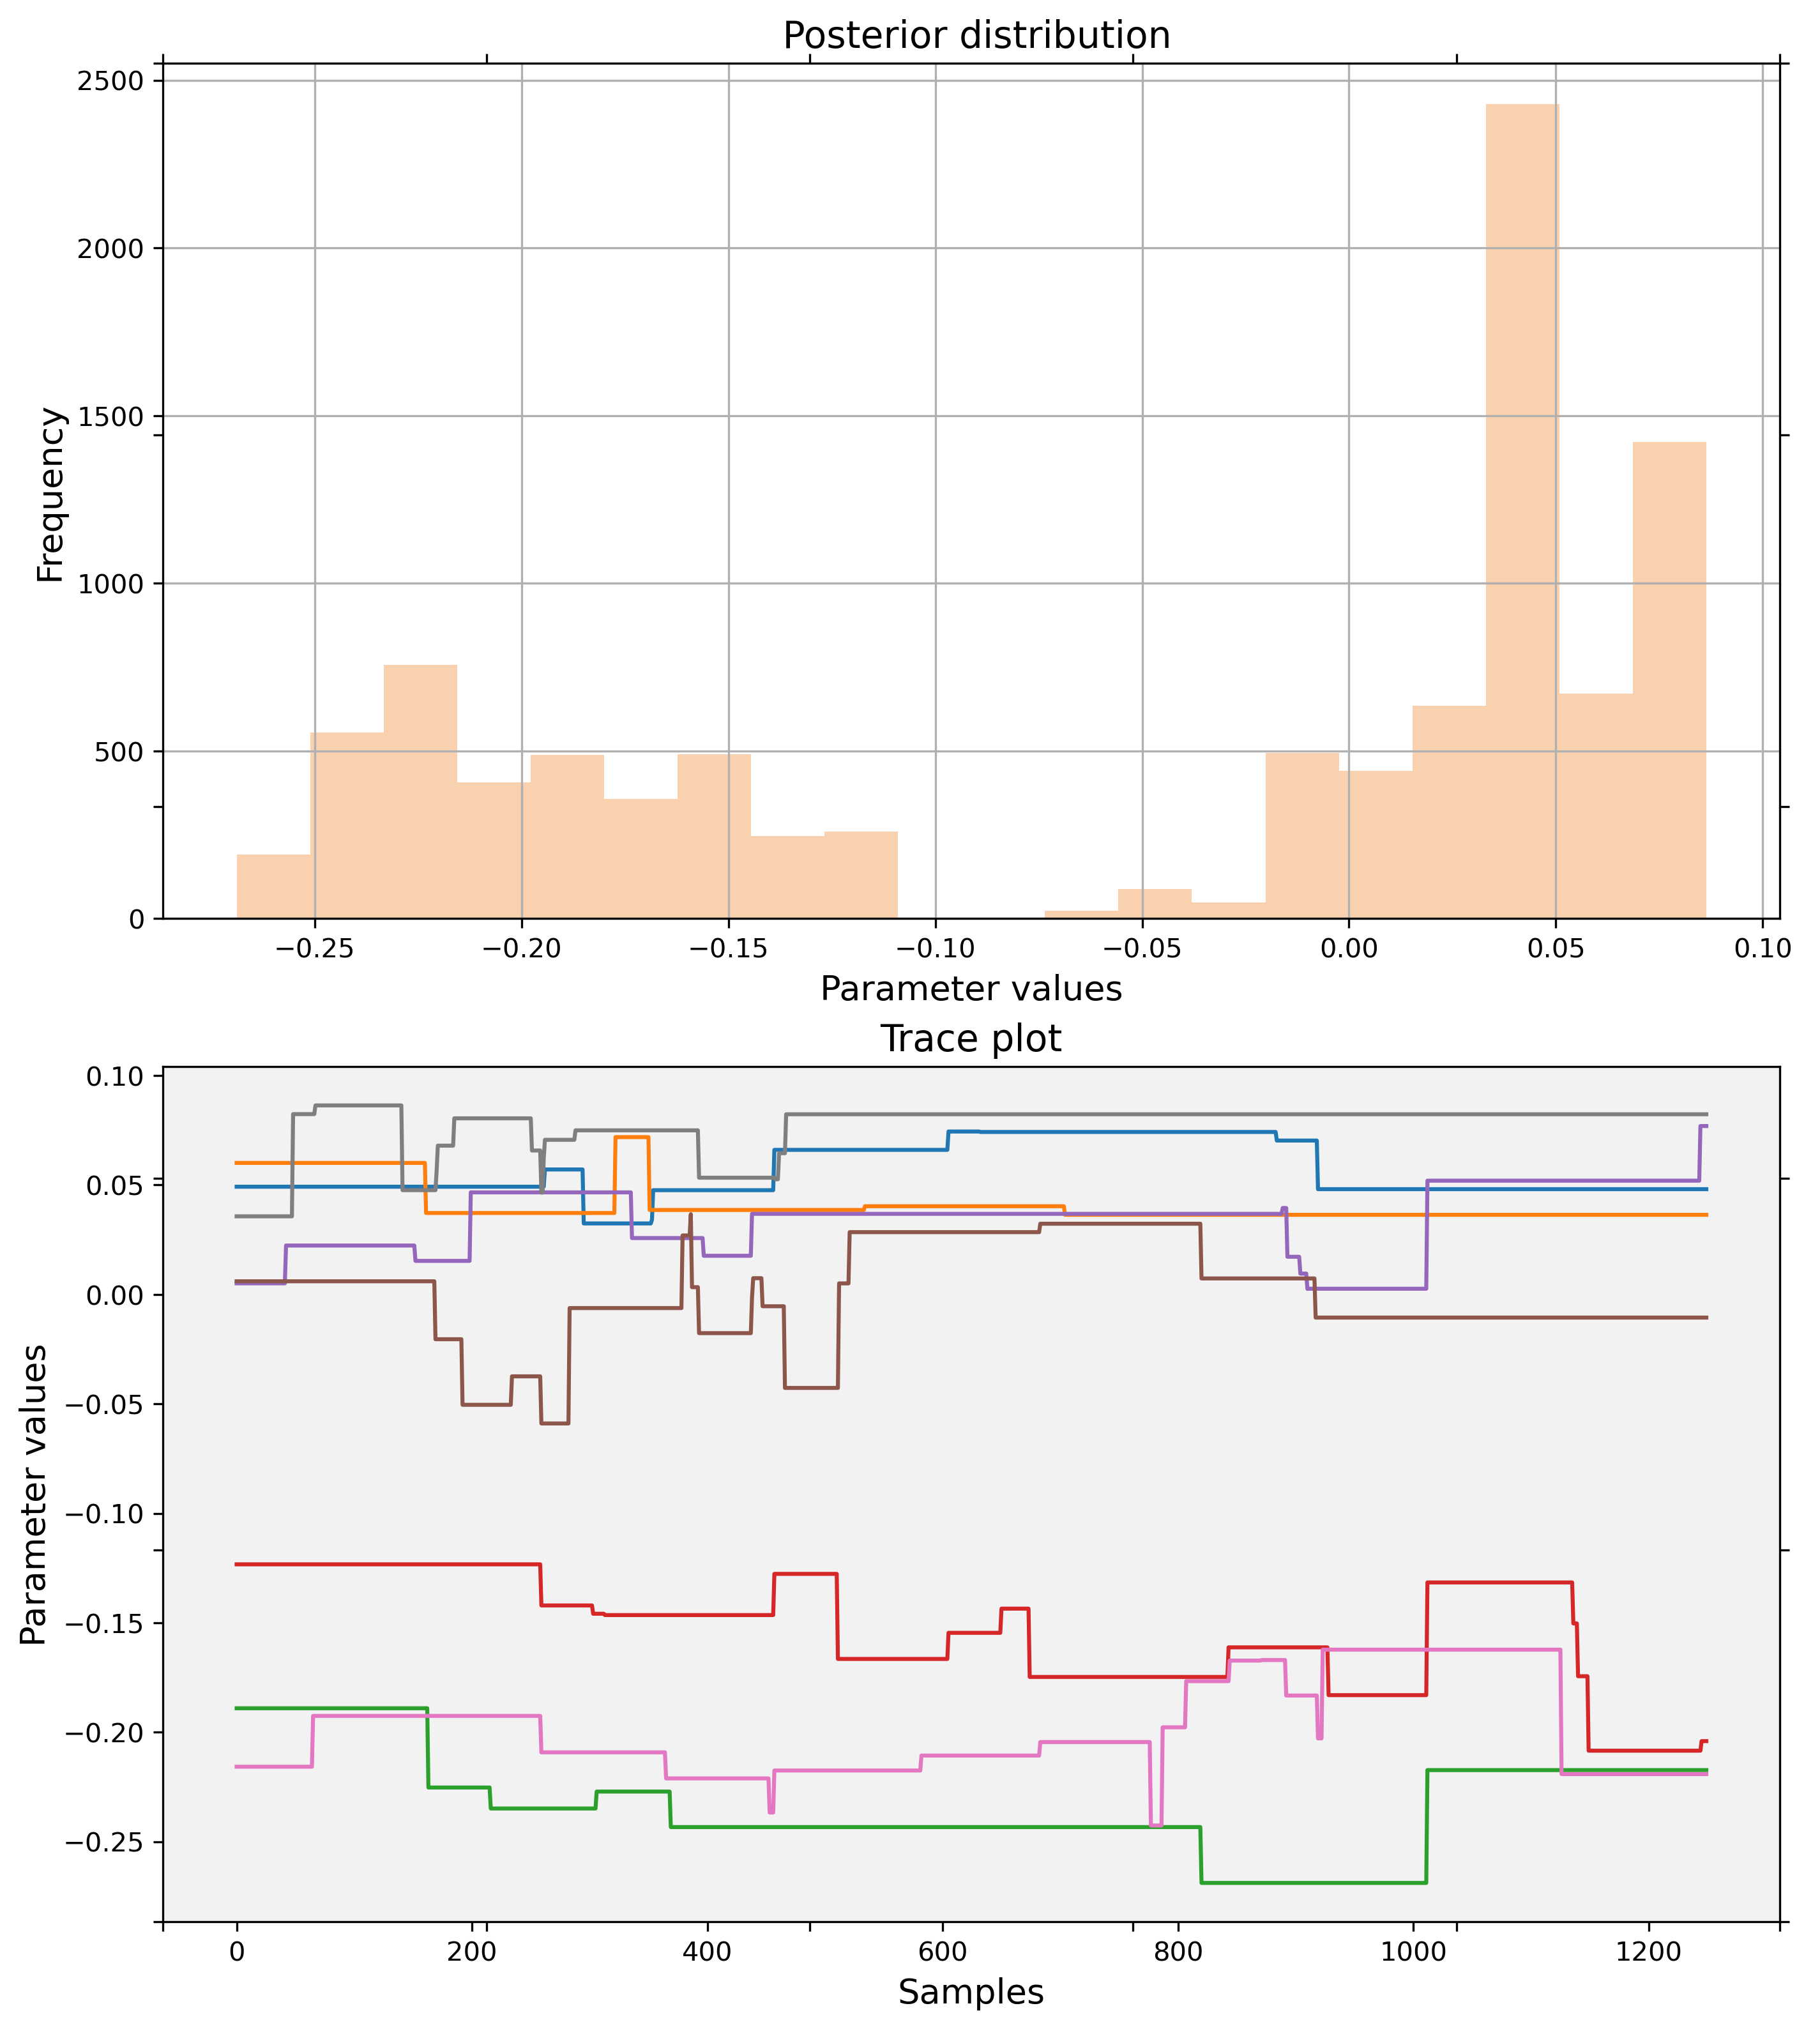 Posterior distribution
2500
2000
1500
1000
500
0
Frequency
−0.25 −0.20 −0.15 −0.10 −0.05 0.00 0.05 0.10
Parameter values
Trace plot
0.10
0.05
0.00
−0.05
−0.10
−0.15
−0.20
−0.25
Parameter values
0 200 400 600 800 1000 1200
Samples